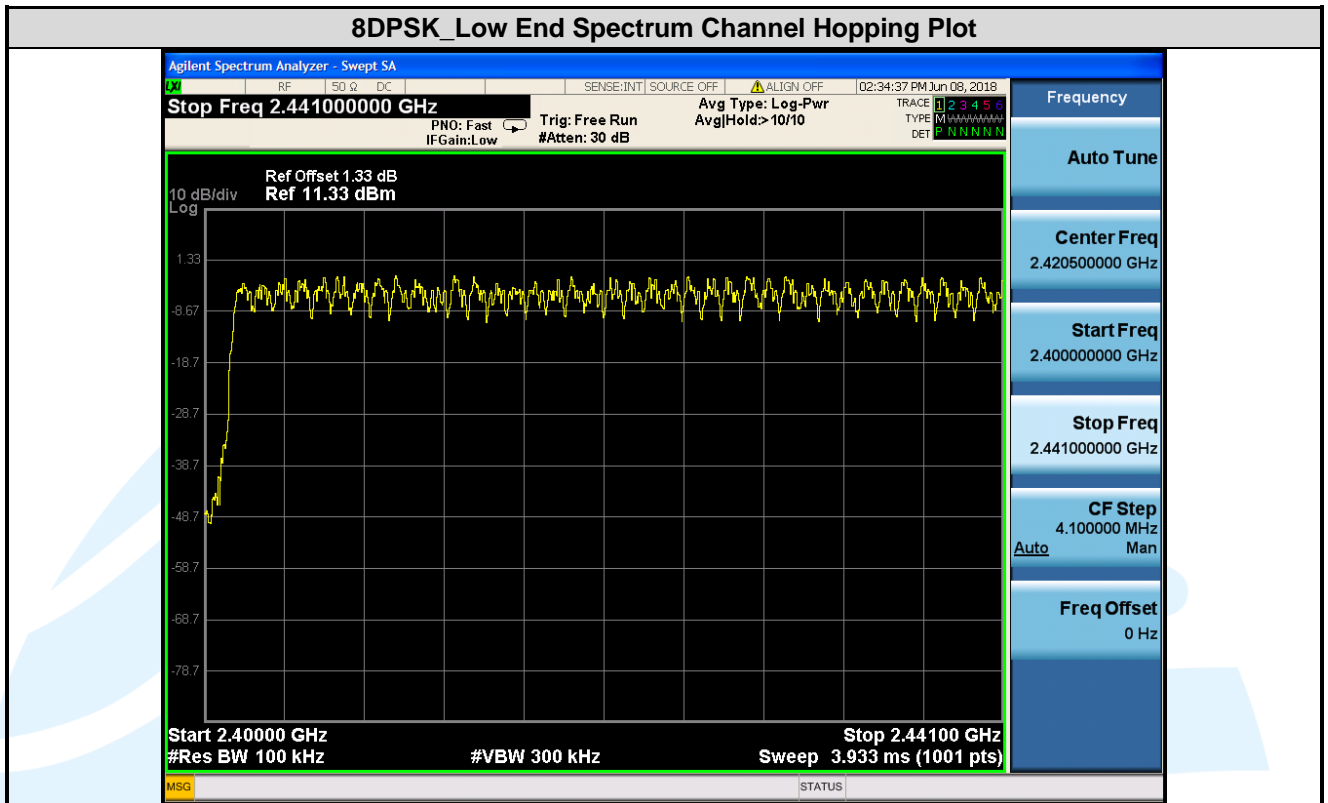 8DPSK_Low End Spectrum Channel Hopping Plot
Agilent Spectrum Analyzer - Swept SA
LXI RF 50 Ω DC SENSE:INT SOURCE OFF ALIGN OFF 02:34:37 PM Jun 08, 2018
Stop Freq 2.441000000 GHz
PNO: Fast
IFGain:Low
Trig: Free Run
#Atten: 30 dB
Avg Type: Log-Pwr
Avg|Hold:>10/10
TRACE 1 2 3 4 5 6
TYPE M
DET P N N N N N
Ref Offset 1.33 dB
10 dB/div Ref 11.33 dBm
Log
1.33
-8.67
-18.7
-28.7
-38.7
-48.7
-58.7
-68.7
-78.7
Start 2.40000 GHz Stop 2.44100 GHz
#Res BW 100 kHz #VBW 300 kHz Sweep 3.933 ms (1001 pts)
MSG STATUS
Frequency
Auto Tune
Center Freq
2.420500000 GHz
Start Freq
2.400000000 GHz
Stop Freq
2.441000000 GHz
CF Step
4.100000 MHz
Auto Man
Freq Offset
0 Hz